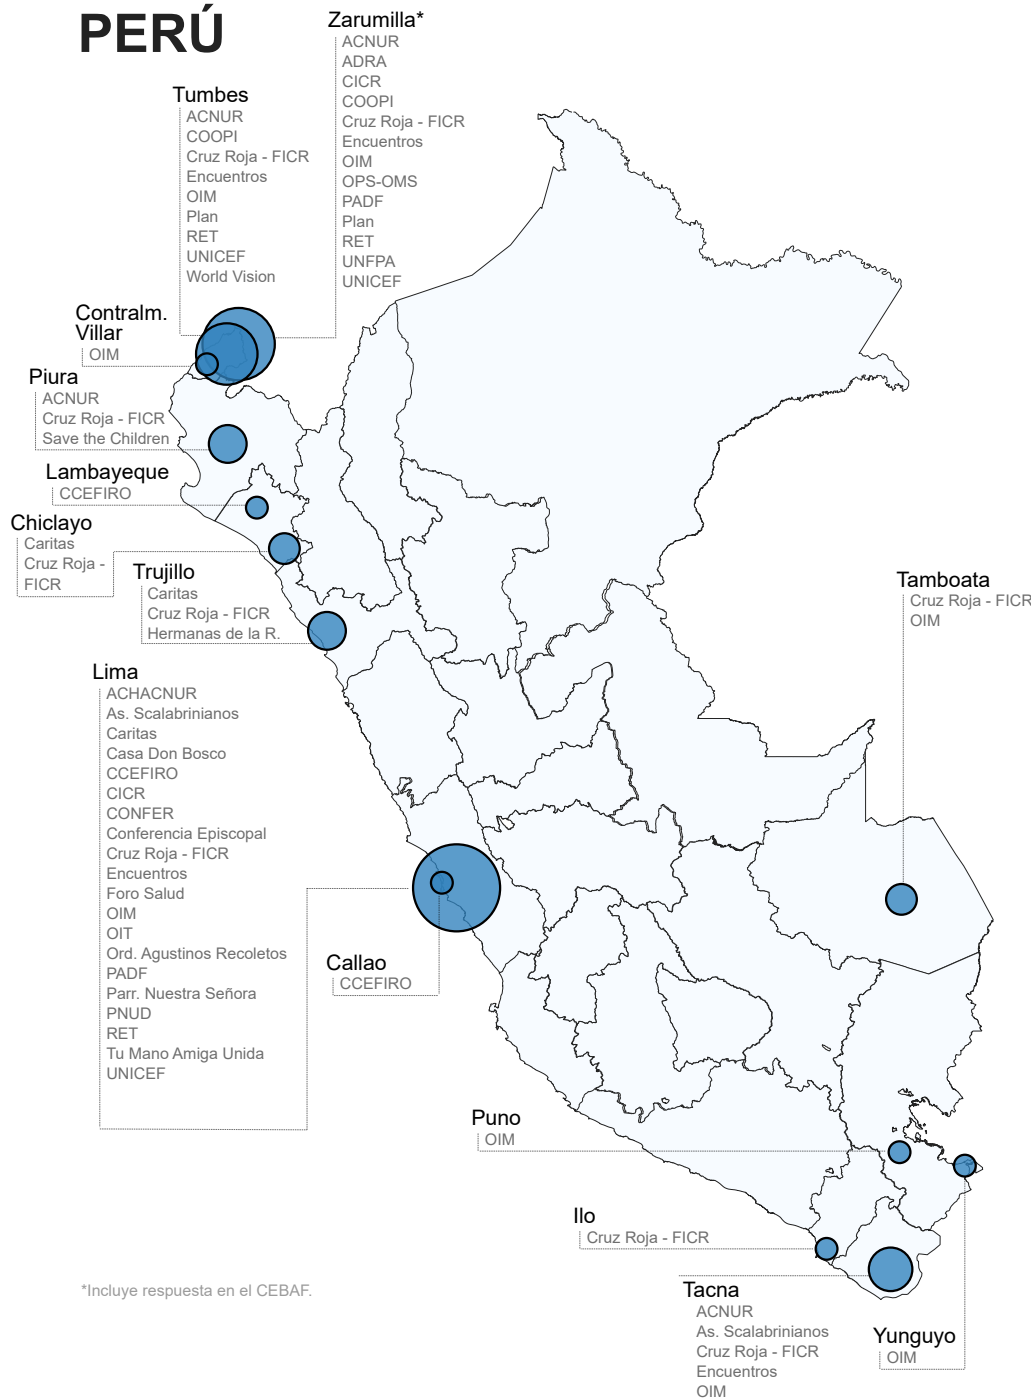 PERÚ
Zarumilla*
ACNUR
ADRA
CICR
COOPI
Cruz Roja - FICR
Encuentros
OIM
OPS-OMS
PADF
Plan
RET
UNFPA
UNICEF
Tumbes
ACNUR
COOPI
Cruz Roja - FICR
Encuentros
OIM
Plan
RET
UNICEF
World Vision
Contralm.
Villar
OIM
Piura
ACNUR
Cruz Roja - FICR
Save the Children
Lambayeque
CCEFIRO
Chiclayo
Caritas
Cruz Roja -
FICR
Trujillo
Caritas
Cruz Roja - FICR
Hermanas de la R.
Tamboata
Cruz Roja - FICR
OIM
Lima
ACHACNUR
As. Scalabrinianos
Caritas
Casa Don Bosco
CCEFIRO
CICR
CONFER
Conferencia Episcopal
Cruz Roja - FICR
Encuentros
Foro Salud
OIM
OIT
Ord. Agustinos Recoletos
PADF
Parr. Nuestra Señora
PNUD
RET
Tu Mano Amiga Unida
UNICEF
Callao
CCEFIRO
Puno
OIM
Ilo
Cruz Roja - FICR
Tacna
ACNUR
As. Scalabrinianos
Cruz Roja - FICR
Encuentros
OIM
Yunguyo
OIM
*Incluye respuesta en el CEBAF.